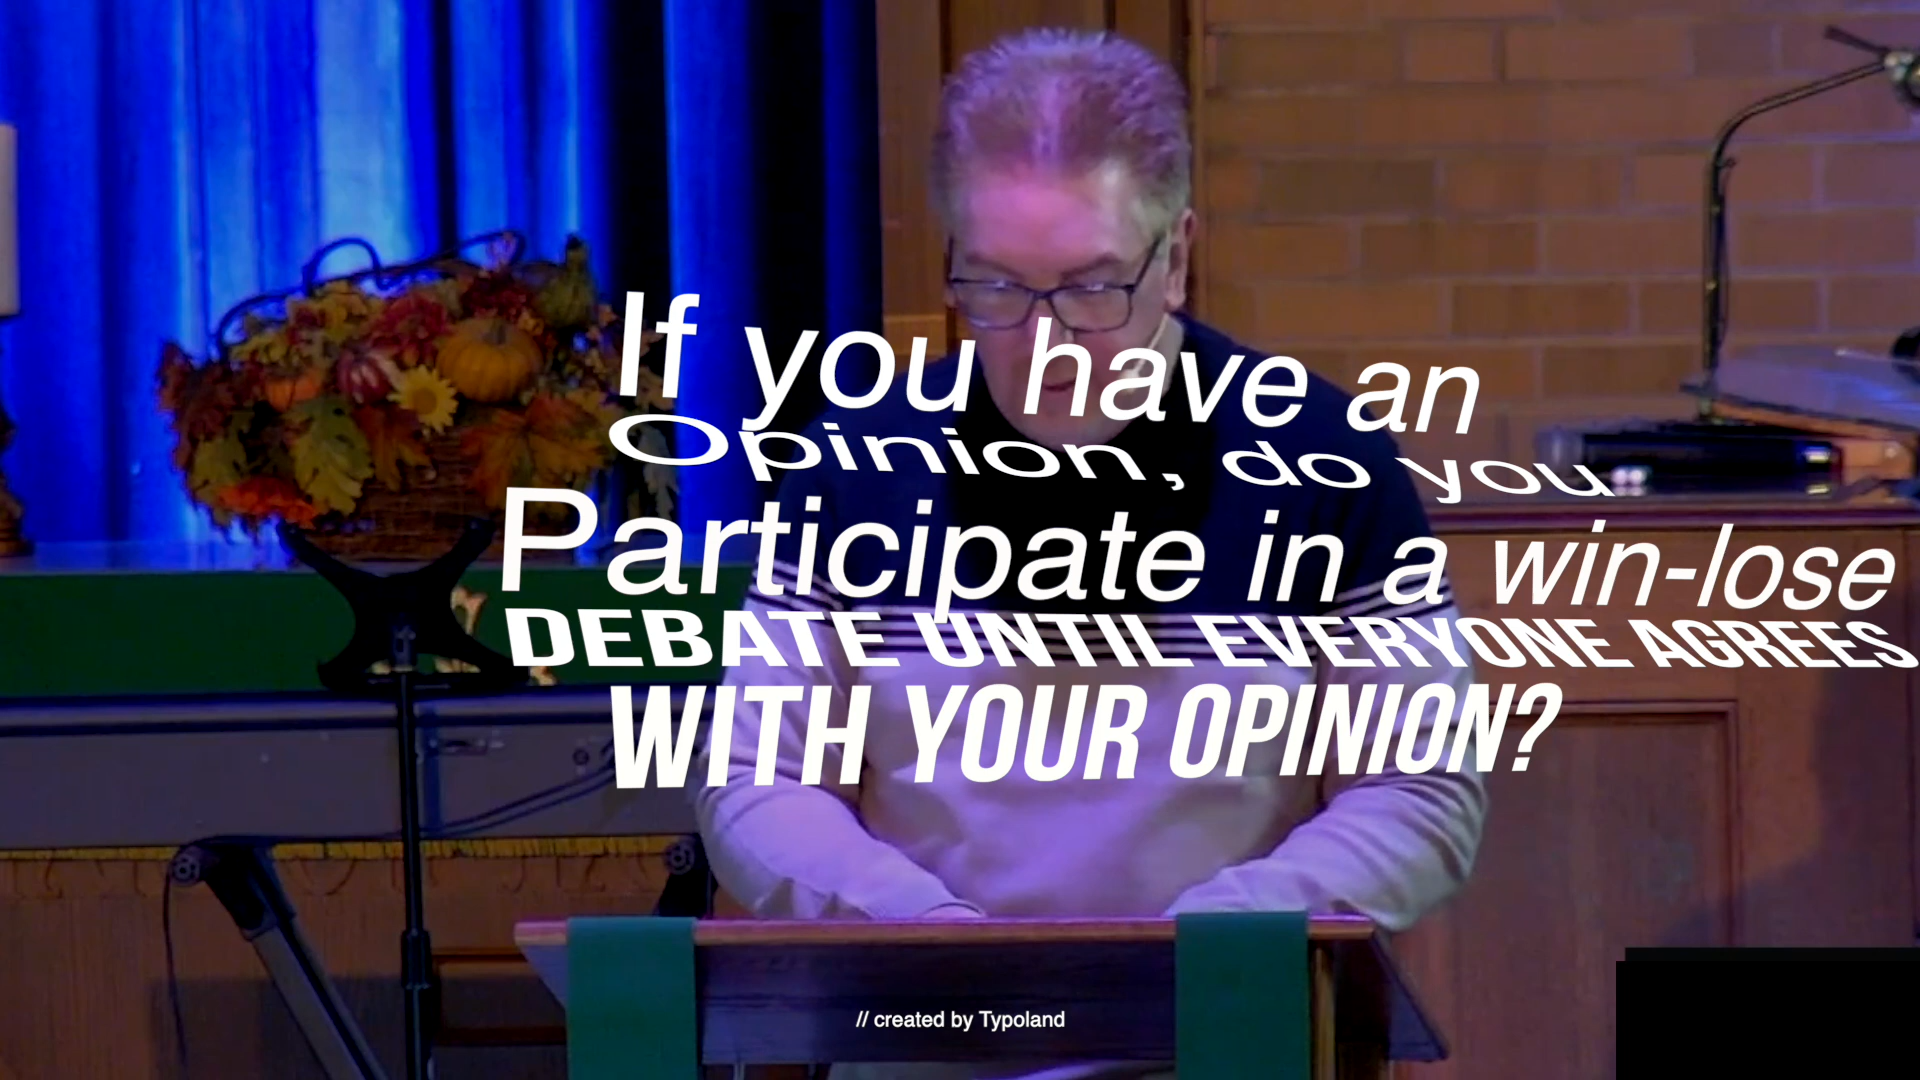 If you have an
Opinion, do you
Participate in a win-lose
DEBATE UNTIL EVERYONE AGREES
WITH YOUR OPINION?
// created by Typoland